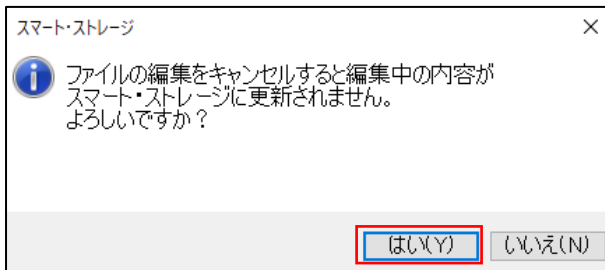 スマート・ストレージ
ファイルの編集をキャンセルすると編集中の内容が
スマート・ストレージに更新されません。
よろしいですか？
はい(Y)
いいえ(N)